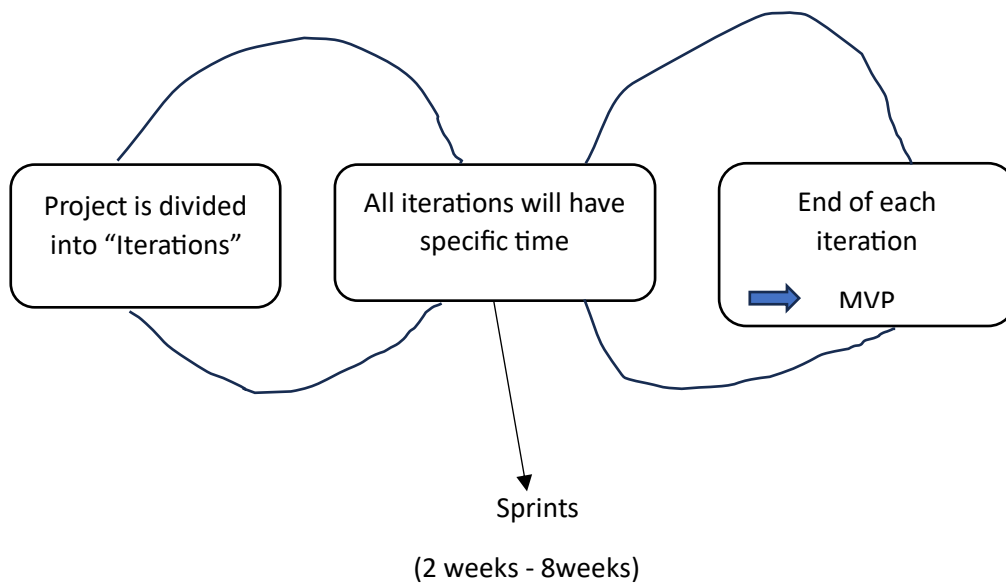 Project is divided
into “Iterations”
All iterations will have
specific time
End of each
iteration
MVP
Sprints
(2 weeks - 8weeks)